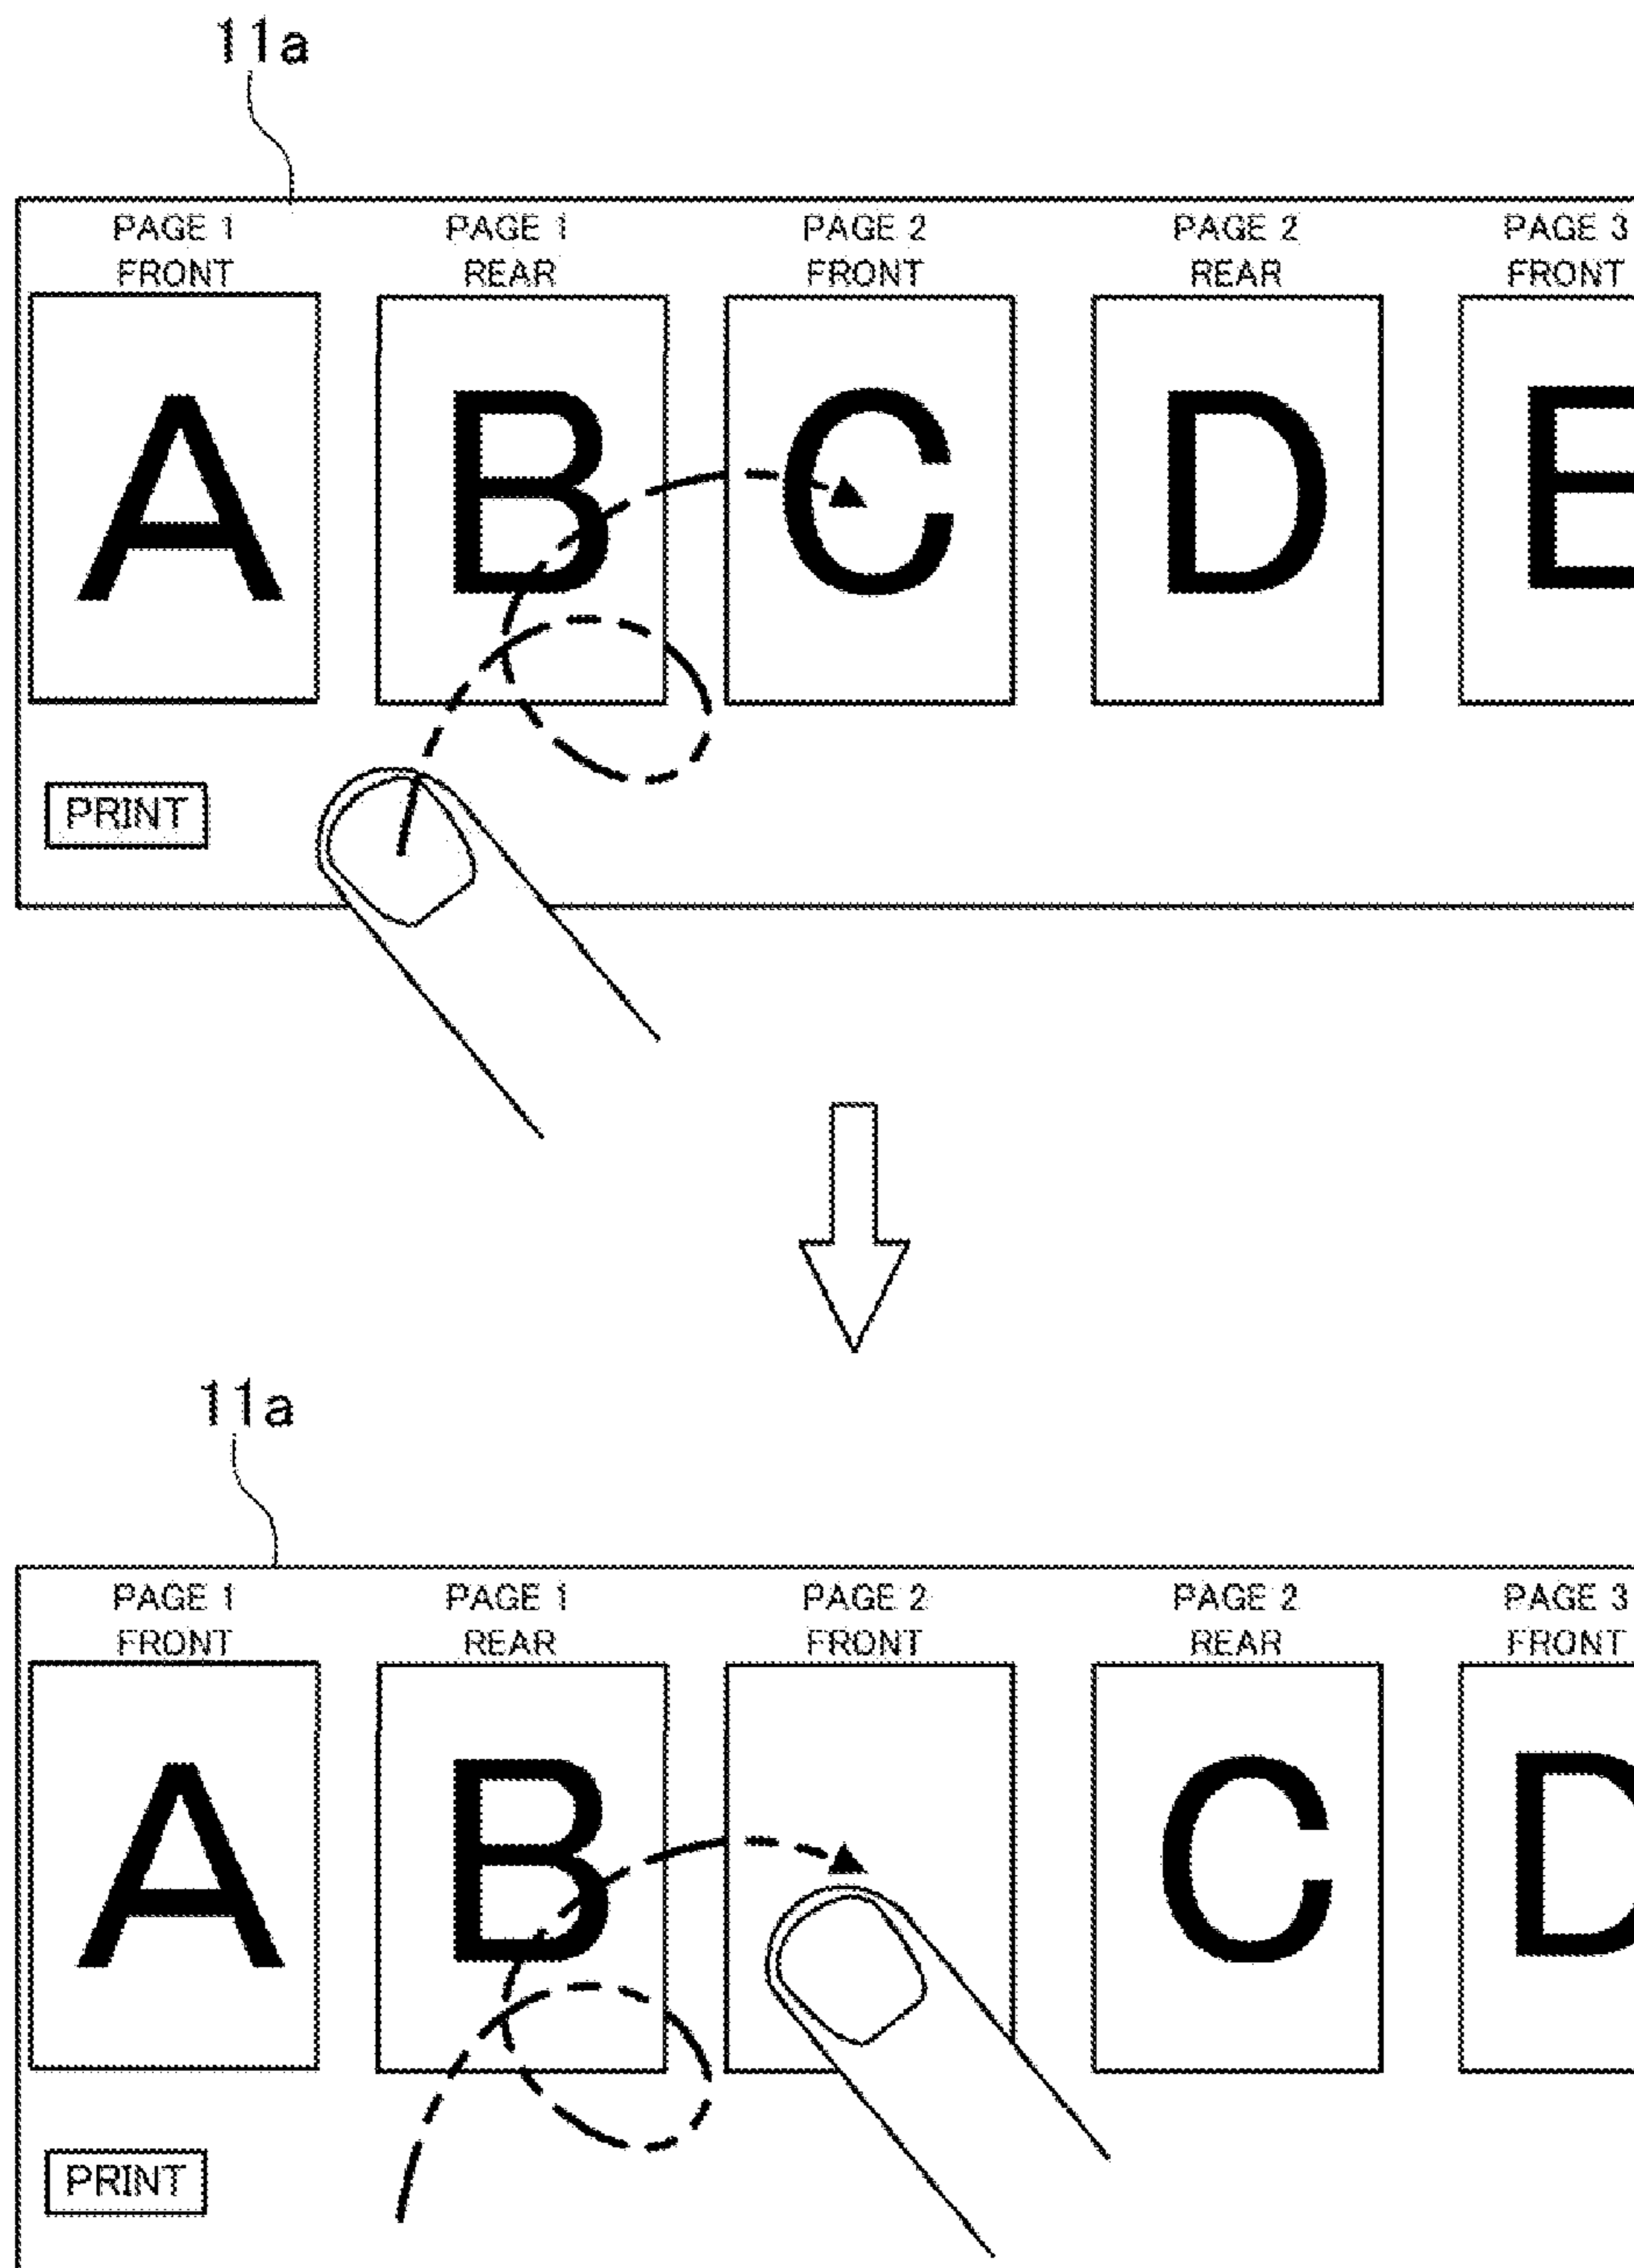 11a
PAGE 1 PAGE 1 PAGE 2 PAGE 2 PAGE 3
FRONT REAR FRONT REAR FRONT
A B C D E
PRINT
11a
PAGE 1 PAGE 1 PAGE 2 PAGE 2 PAGE 3
FRONT REAR FRONT REAR FRONT
A B C D
PRINT